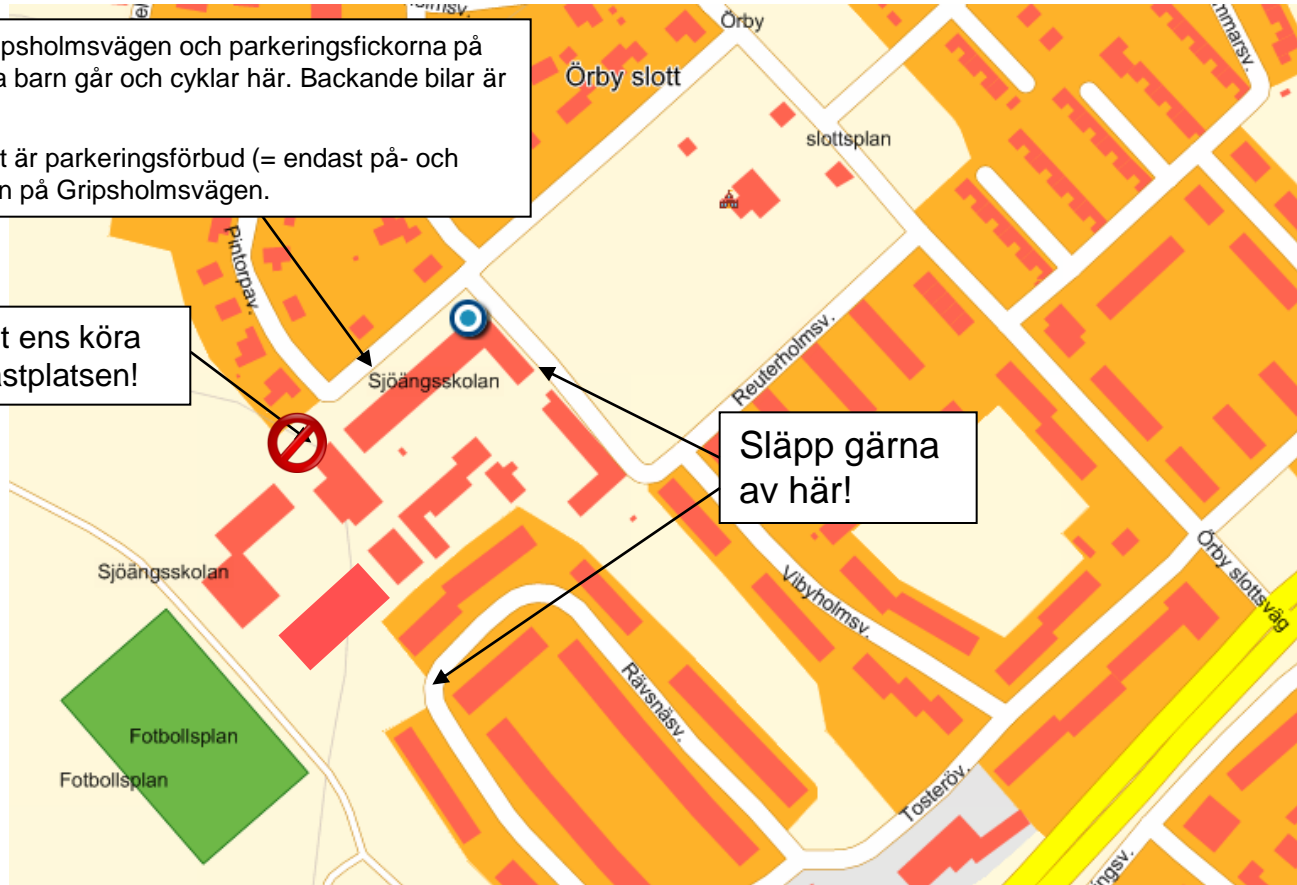 Örby
psholmsvägen och parkeringsfickorna på
barn går och cyklar här. Backande bilar är
Örby slott
slottsplan
t är parkeringsförbud (= endast på- och
n på Gripsholmsvägen.
Pintorpav.
t ens köra
stplatsen!
Sjöängsskolan
Reuterholmsv.
Släpp gärna
av här!
Sjöängsskolan
Vibyholmsv.
Örby slottsväg
Rävsnäsv.
Fotbollsplan
Fotbollsplan
Tosteröv.